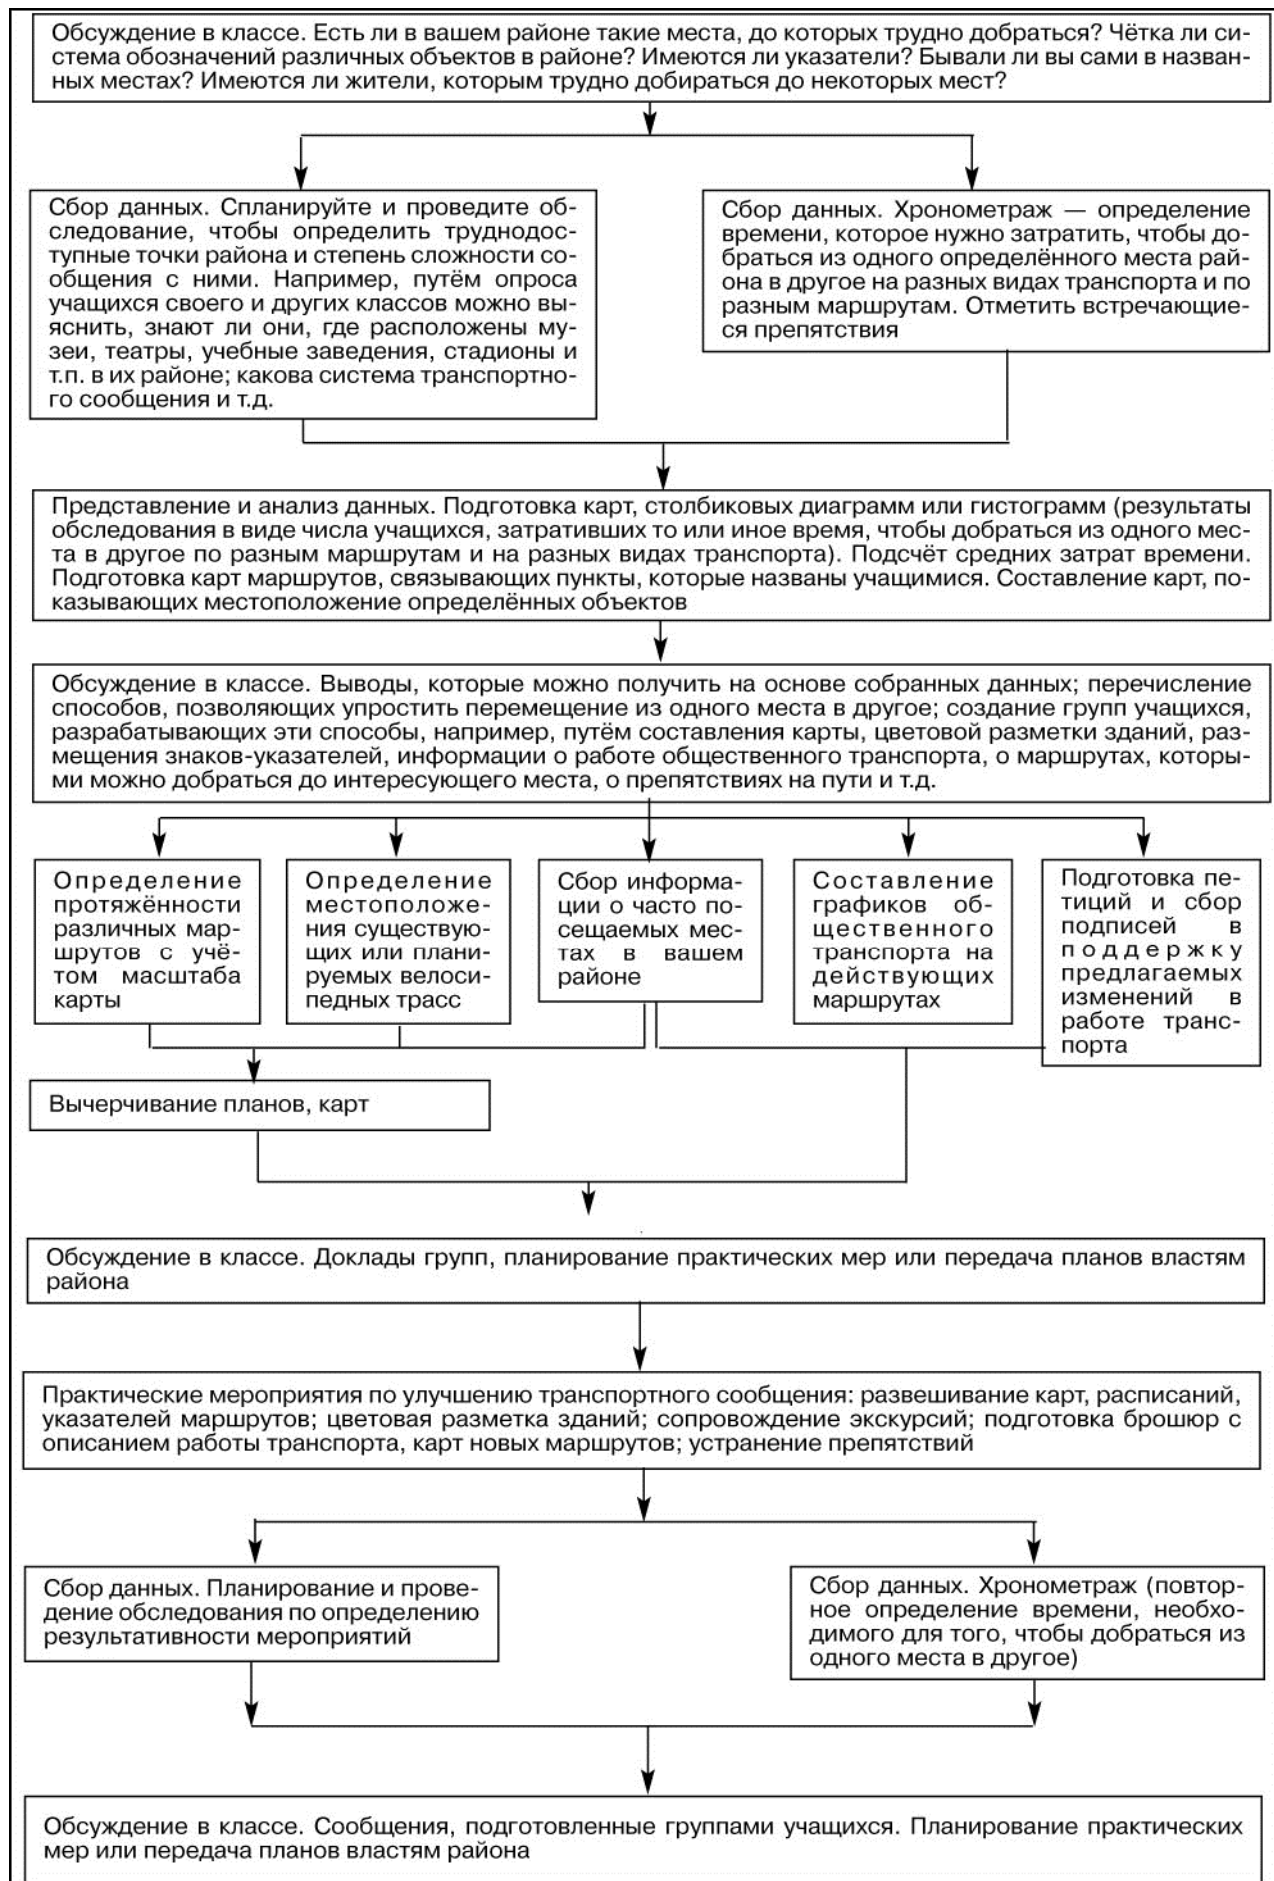 Обсуждение в классе. Есть ли в вашем районе такие места, до которых трудно добраться? Чётка ли си-
стема обозначений различных объектов в районе? Имеются ли указатели? Бывали ли вы сами в назван-
ных местах? Имеются ли жители, которым трудно добираться до некоторых мест?
Сбор данных. Спланируйте и проведите об-
следование, чтобы определить труднодос-
тупные точки района и степень сложности со-
общения с ними. Например, путём опроса
учащихся своего и других классов можно вы-
яснить, знают ли они, где расположены му-
зеи, театры, учебные заведения, стадионы и
т.п. в их районе; какова система транспортно-
го сообщения и т.д.
Сбор данных. Хронометраж — определение
времени, которое нужно затратить, чтобы до-
браться из одного определённого места рай-
она в другое на разных видах транспорта и по
разным маршрутам. Отметить встречающие-
ся препятствия
Представление и анализ данных. Подготовка карт, столбиковых диаграмм или гистограмм (результаты
обследования в виде числа учащихся, затративших то или иное время, чтобы добраться из одного мес-
та в другое по разным маршрутам и на разных видах транспорта). Подсчёт средних затрат времени.
Подготовка карт маршрутов, связывающих пункты, которые названы учащимися. Составление карт, по-
казывающих местоположение определённых объектов
Обсуждение в классе. Выводы, которые можно получить на основе собранных данных; перечисление
способов, позволяющих упростить перемещение из одного места в другое; создание групп учащихся,
разрабатывающих эти способы, например, путём составления карты, цветовой разметки зданий, раз-
мещения знаков-указателей, информации о работе общественного транспорта, о маршрутах, которы-
ми можно добраться до интересующего места, о препятствиях на пути и т.д.
Определение
протяжённости
различных мар-
шрутов с учё-
том масштаба
карты
Определение
местоположе-
ния существую-
щих или плани-
руемых велоси-
педных трасс
Сбор информа-
ции о часто по-
сещаемых мес-
тах в вашем
районе
Составление
графиков об-
щественного
транспорта на
действующих
маршрутах
Подготовка пе-
тиций и сбор
подписей в
поддержку
предлагаемых
изменений в
работе транс-
порта
Вычерчивание планов, карт
Обсуждение в классе. Доклады групп, планирование практических мер или передача планов властям
района
Практические мероприятия по улучшению транспортного сообщения: развешивание карт, расписаний,
указателей маршрутов; цветовая разметка зданий; сопровождение экскурсий; подготовка брошюр с
описанием работы транспорта, карт новых маршрутов; устранение препятствий
Сбор данных. Планирование и прове-
дение обследования по определению
результативности мероприятий
Сбор данных. Хронометраж (повтор-
ное определение времени, необхо-
димого для того, чтобы добраться из
одного места в другое)
Обсуждение в классе. Сообщения, подготовленные группами учащихся. Планирование практических
мер или передача планов властям района